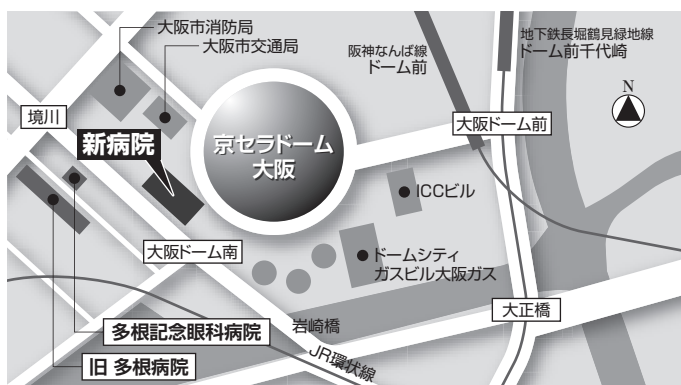 大阪市消防局
大阪市交通局
地下鉄長堀鶴見緑地線
ドーム前千代崎
阪神なんば線
ドーム前
N
境川
新病院
京セラドーム
大阪
大阪ドーム前
ICCビル
大阪ドーム南
ドームシティ
ガスビル大阪ガス
大正橋
岩崎橋
多根記念眼科病院
JR環状線
旧 多根病院